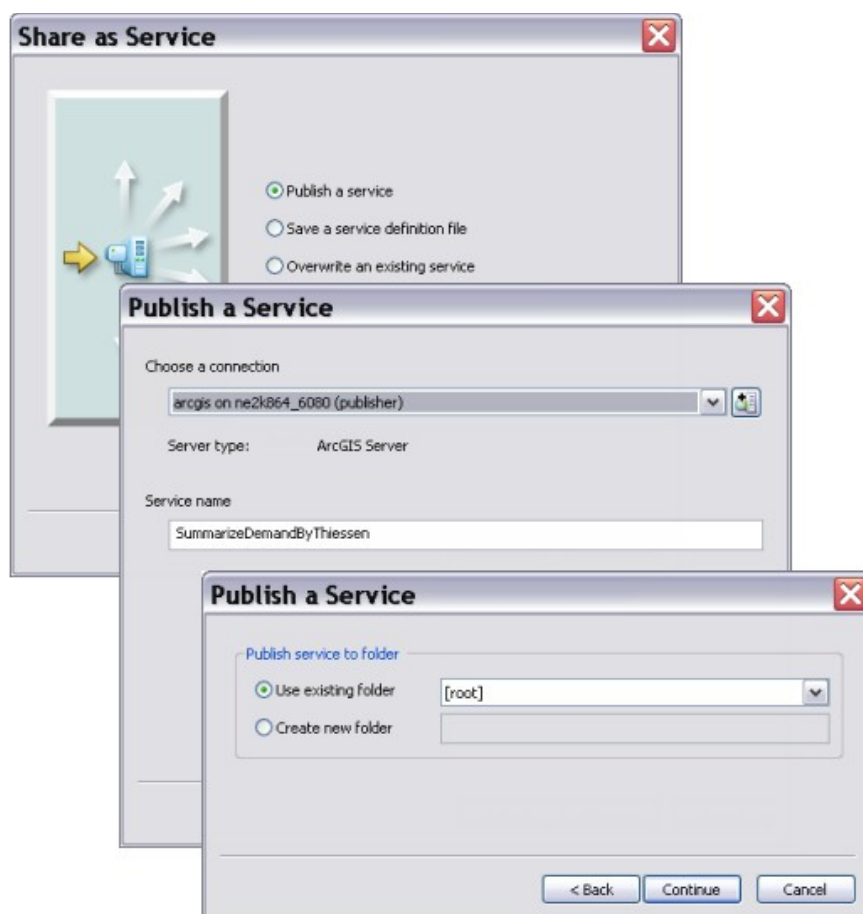 Share as Service
Publish a service
Save a service definition file
Overwrite an existing service
Publish a Service
Choose a connection
arcgis on ne2k864_6080 (publisher)
Server type: ArcGIS Server
Service name
SummarizeDemandByThiessen
Publish a Service
Publish service to folder
Use existing folder [root]
Create new folder
< Back Continue Cancel